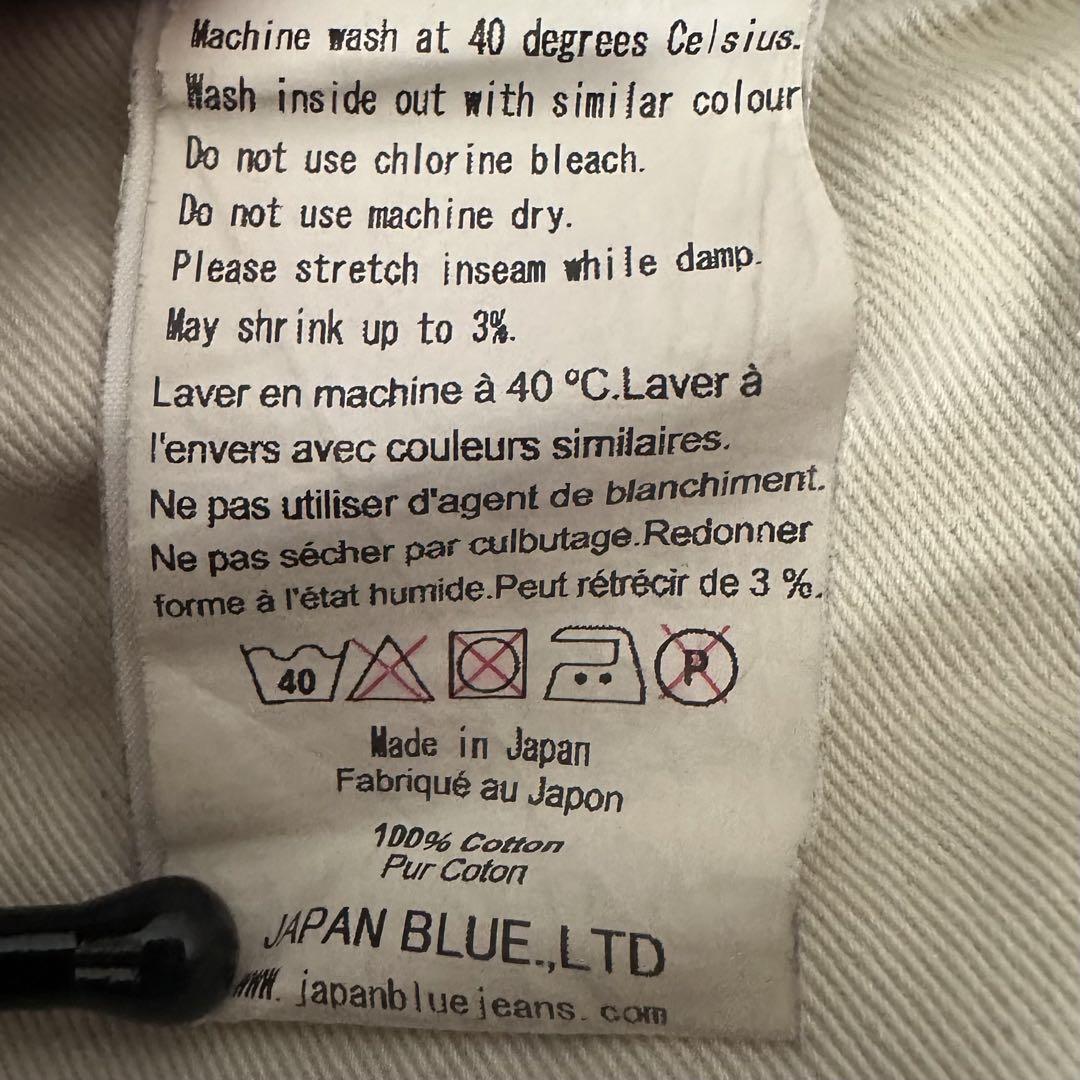 Machine wash at 40 degrees Celsius.
Wash inside out with similar colour
Do not use chlorine bleach.
Do not use machine dry.
Please stretch inseam while damp.
May shrink up to 3%.
Laver en machine à 40 ºC.Laver à
l'envers avec couleurs similaires.
Ne pas utiliser d'agent de blanchiment.
Ne pas sécher par culbutage.Redonner
forme à l'état humide.Peut rétrécir de 3 %.
40 P
Made in Japan
Fabriqué au Japon
100% Cotton
Pur Coton
JAPAN BLUE.,LTD
WWW. japanbluejeans. com